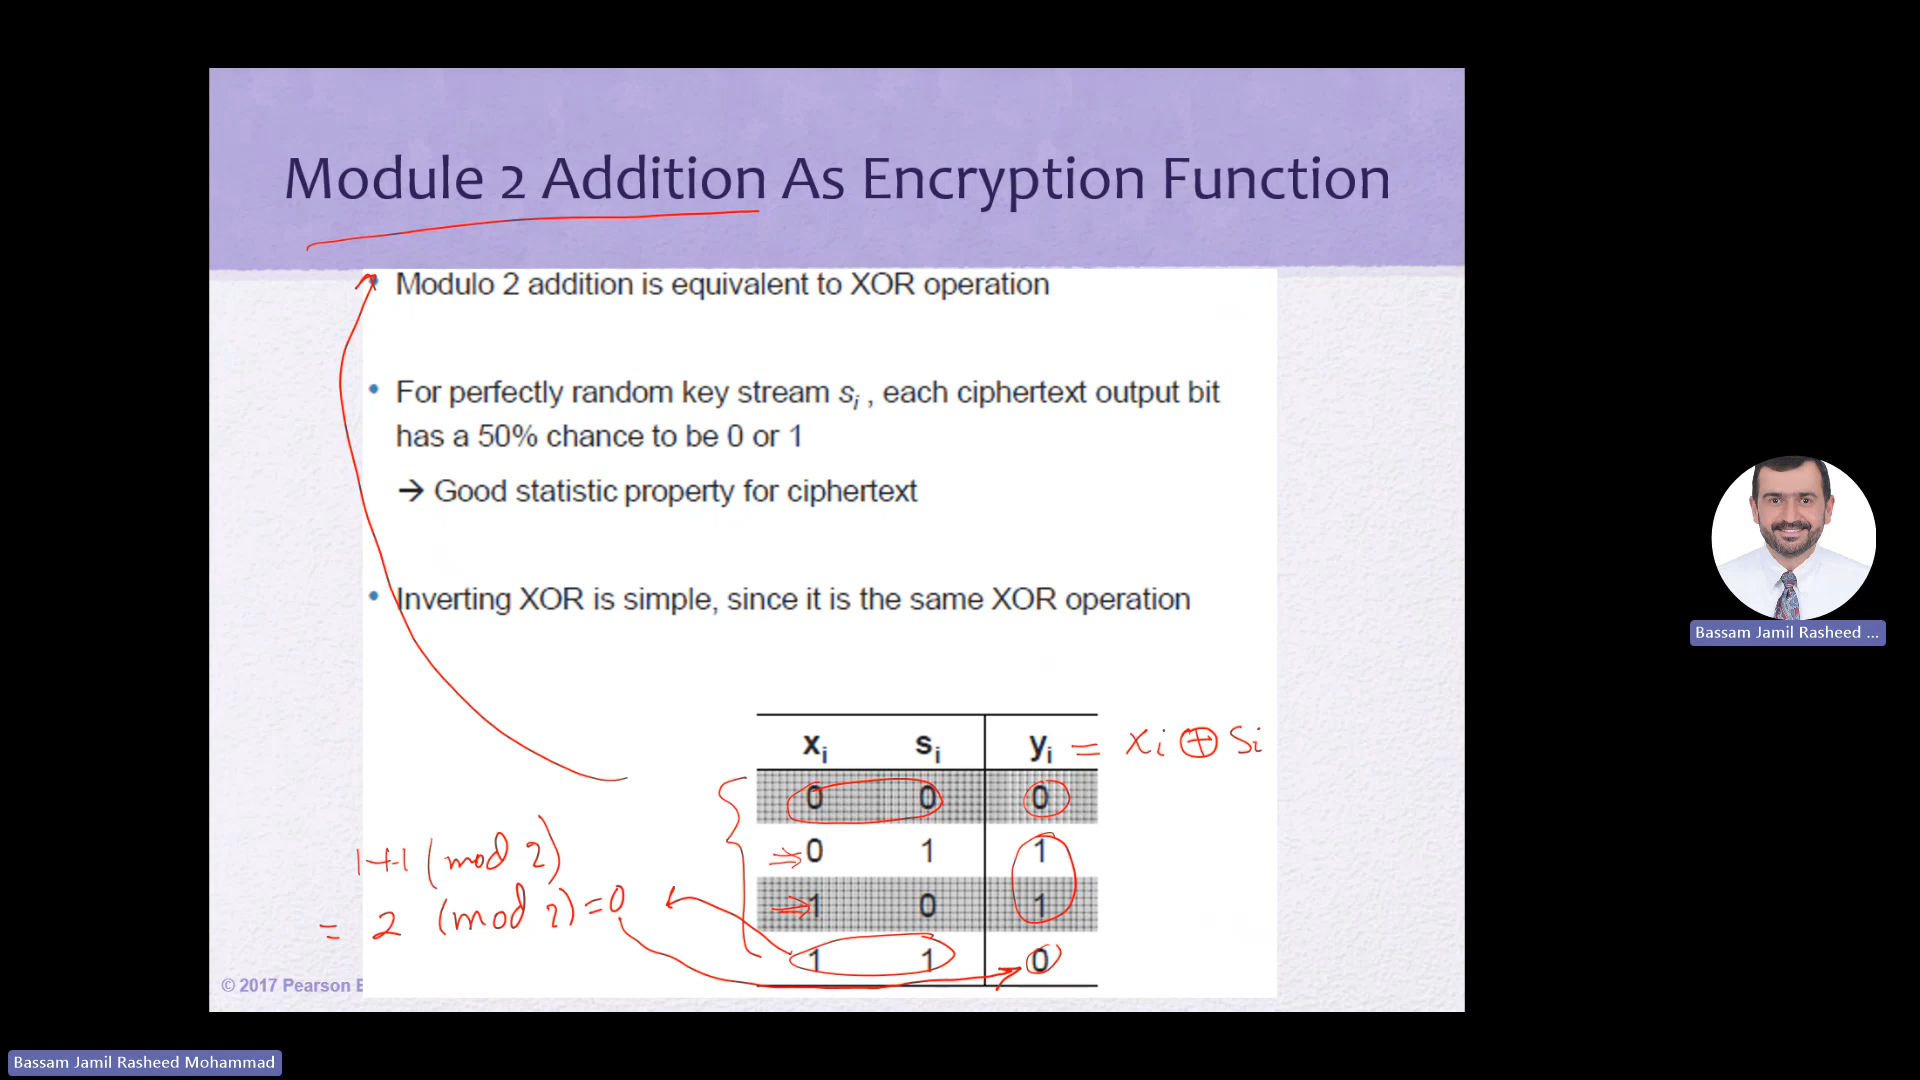 Module 2 Addition As Encryption Function
• Modulo 2 addition is equivalent to XOR operation
• For perfectly random key stream si , each ciphertext output bit
has a 50% chance to be 0 or 1
→ Good statistic property for ciphertext
• Inverting XOR is simple, since it is the same XOR operation
xi si yi = xi ⊕ si
0 0 0
0 1 1
1 0 1
1 1 0
1+1 (mod 2)
= 2 (mod 2) = 0
© 2017 Pearson E
Bassam Jamil Rasheed ...
Bassam Jamil Rasheed Mohammad